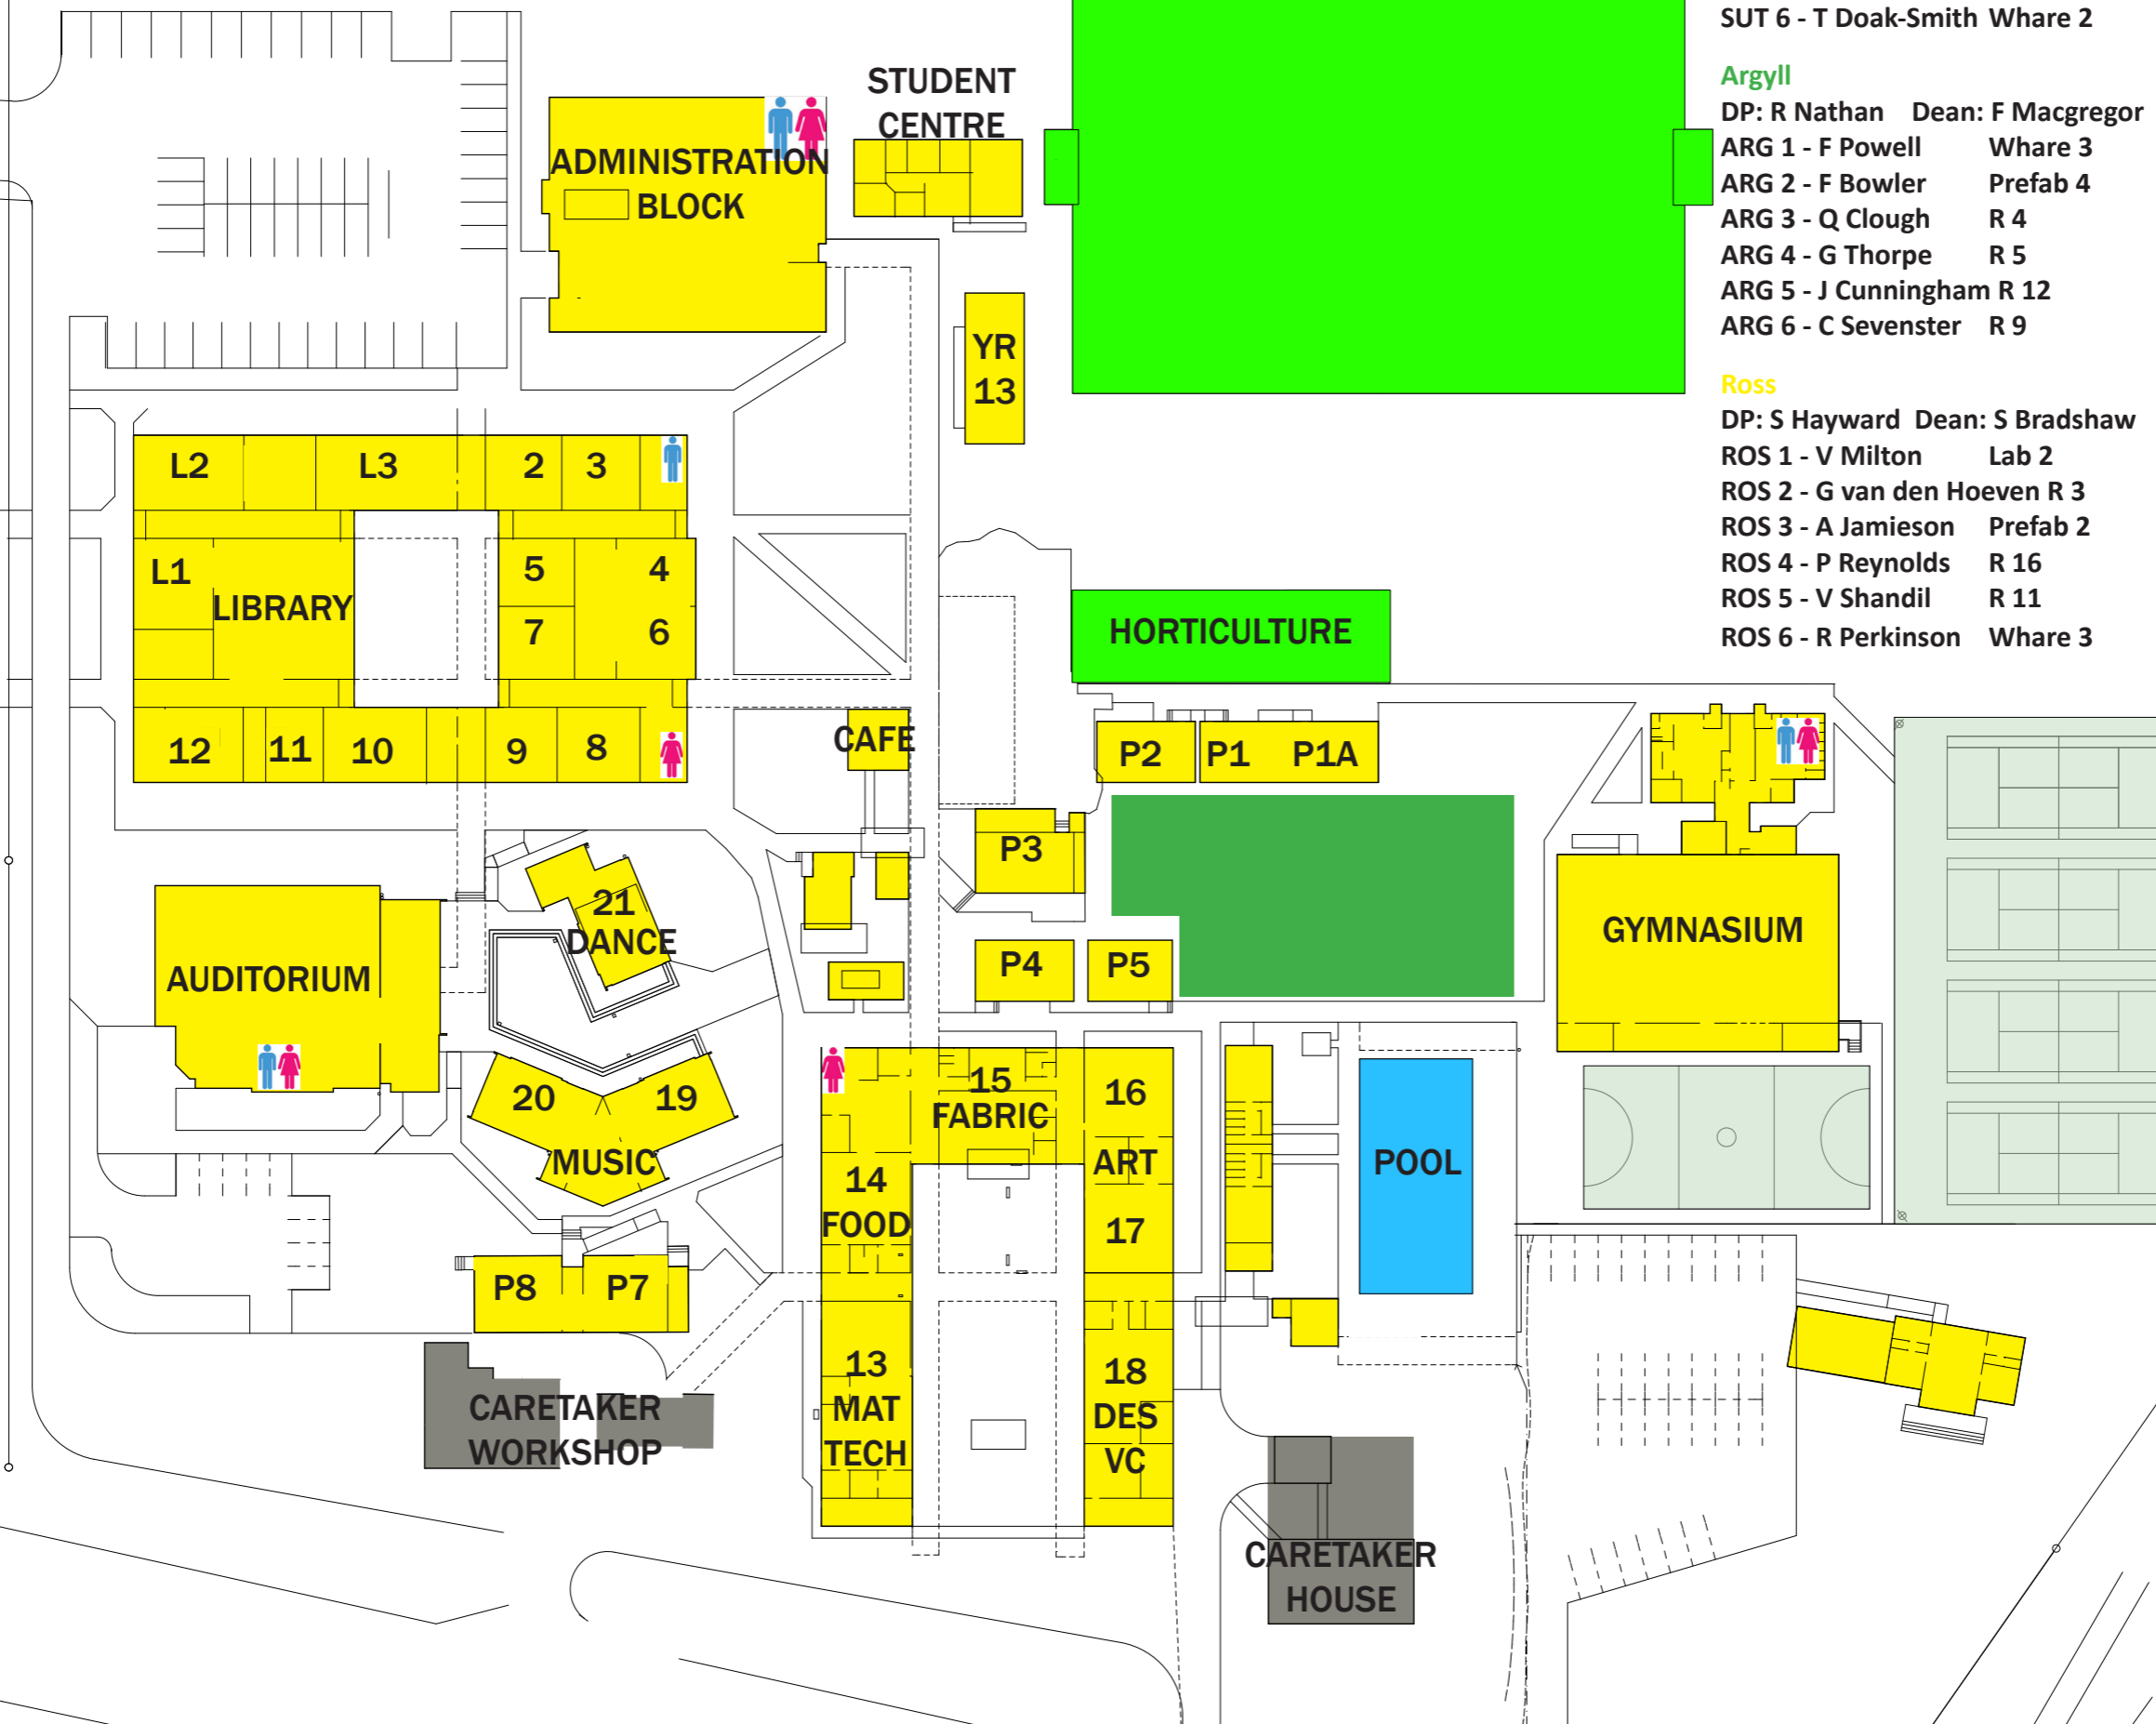 SUT 6 - T Doak-Smith Whare 2
Argyll
DP: R Nathan Dean: F Macgregor
ARG 1 - F Powell Whare 3
ARG 2 - F Bowler Prefab 4
ARG 3 - Q Clough R 4
ARG 4 - G Thorpe R 5
ARG 5 - J Cunningham R 12
ARG 6 - C Sevenster R 9
Ross
DP: S Hayward Dean: S Bradshaw
ROS 1 - V Milton Lab 2
ROS 2 - G van den Hoeven R 3
ROS 3 - A Jamieson Prefab 2
ROS 4 - P Reynolds R 16
ROS 5 - V Shandil R 11
ROS 6 - R Perkinson Whare 3
STUDENT
CENTRE
ADMINISTRATION
BLOCK
YR
13
L2
L3
2
3
L1
LIBRARY
5
4
7
6
12
11
10
9
8
HORTICULTURE
CAFE
P2
P1
P1A
P3
P4
P5
GYMNASIUM
21
DANCE
AUDITORIUM
20
19
MUSIC
15
FABRIC
16
ART
17
14
FOOD
POOL
P8
P7
13
MAT
TECH
18
DES
VC
CARETAKER
WORKSHOP
CARETAKER
HOUSE